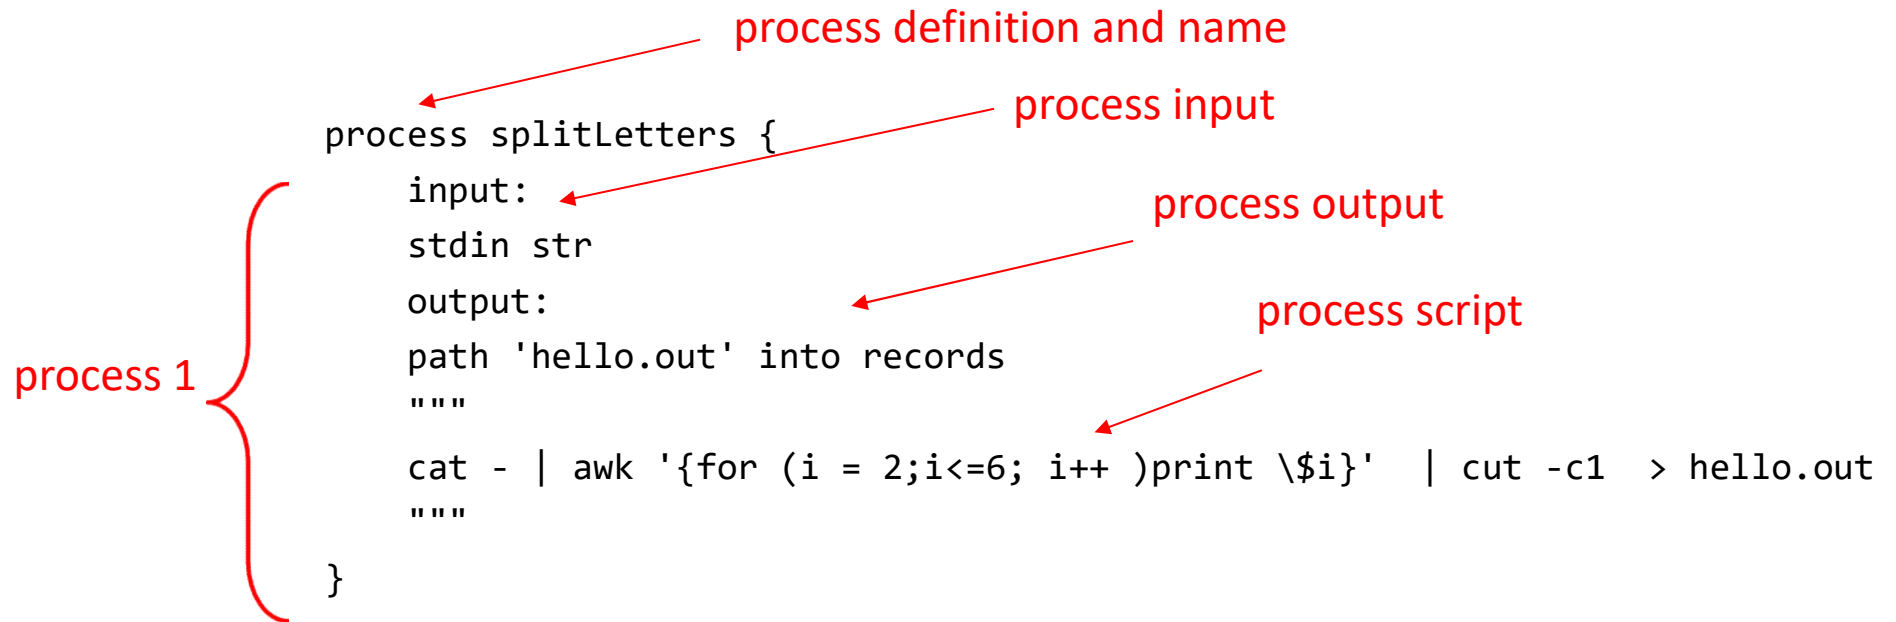 process definition and name
process input
process splitLetters {
input:
process output
stdin str
output:
process script
path 'hello.out' into records
process 1
"""
cat - | awk '{for (i = 2;i<=6; i++ )print \$i}'  | cut -c1  > hello.out
"""
}